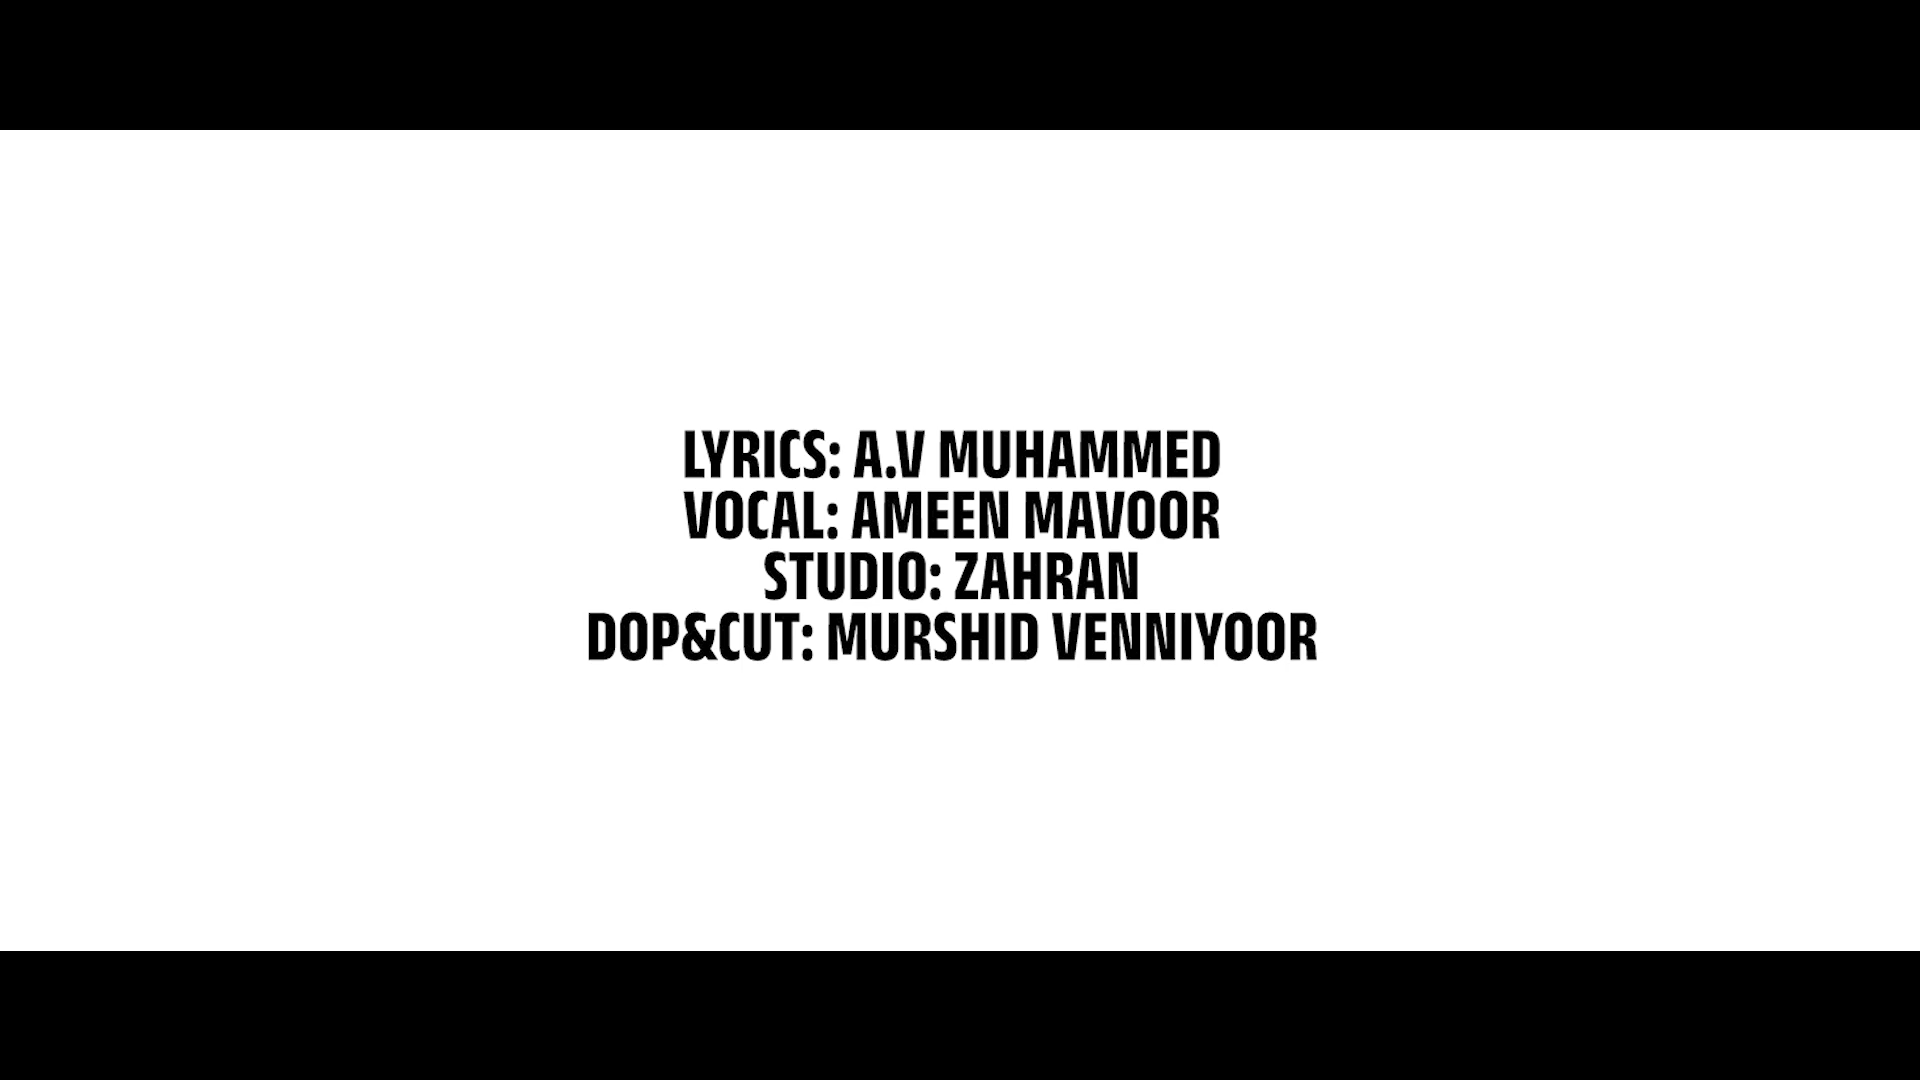 LYRICS: A.V MUHAMMED
VOCAL: AMEEN MAVOOR
STUDIO: ZAHRAN
DOP&CUT: MURSHID VENNIYOOR